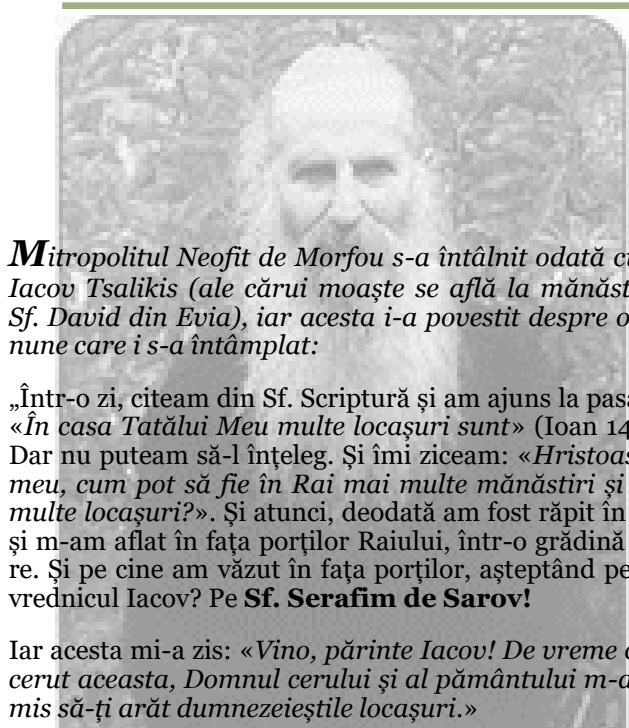 Mitropolitul Neofit de Morfou s-a întâlnit odată c
Iacov Tsalikis (ale cărui moaște se află la mănăst
Sf. David din Evia), iar acesta i-a povestit despre o
nune care i s-a întâmplat:
„Într-o zi, citeam din Sf. Scriptură și am ajuns la pasa
«În casa Tatălui Meu multe locașuri sunt» (Ioan 14
Dar nu puteam să-l înțeleg. Și îmi ziceam: «Hristoas
meu, cum pot să fie în Rai mai multe mănăstiri și
multe locașuri?». Și atunci, deodată am fost răpit în
și m-am aflat în fața porților Raiului, într-o grădină
re. Și pe cine am văzut în fața porților, așteptând pe
vrednicul Iacov? Pe Sf. Serafim de Sarov!
Iar acesta mi-a zis: «Vino, părinte Iacov! De vreme
cerut aceasta, Domnul cerului și al pământului m-a
mis să-ți arăt dumnezeieștile locașuri.»